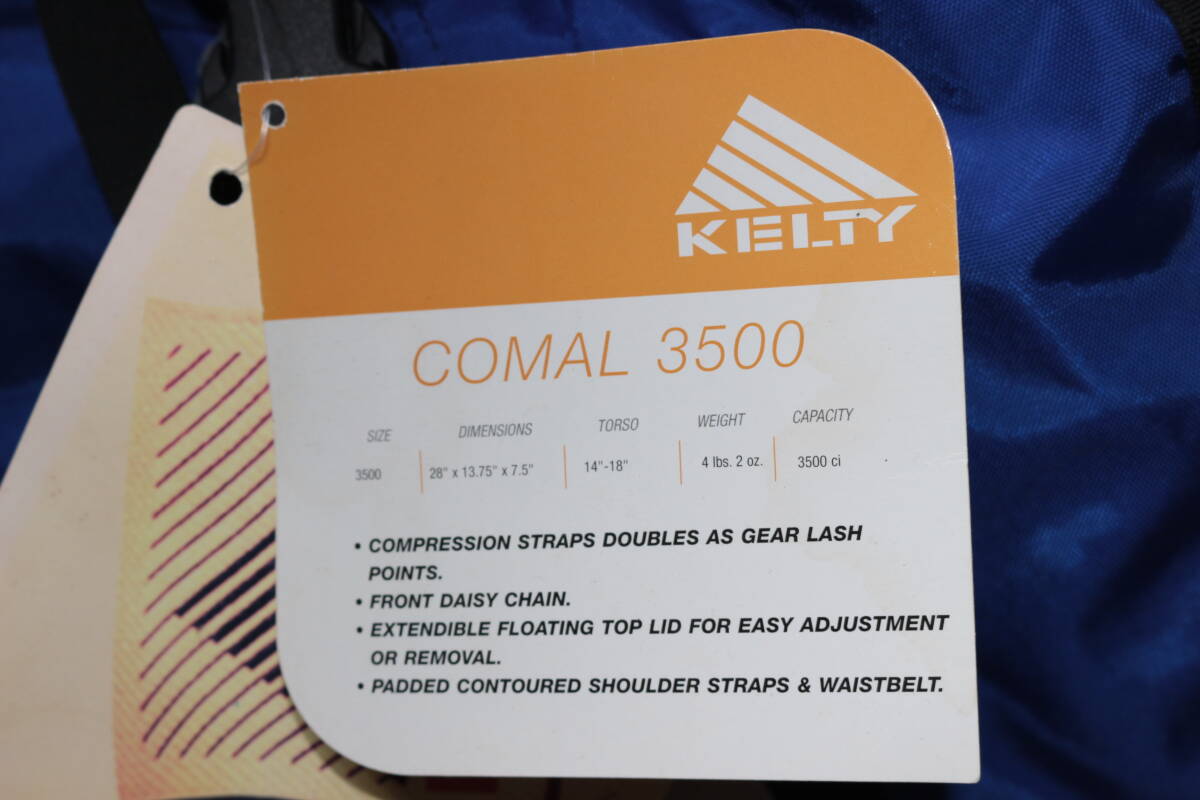 KELTY
COMAL 3500
SIZE DIMENSIONS TORSO WEIGHT CAPACITY
3500 28" x 13.75" x 7.5" 14"-18" 4 lbs. 2 oz. 3500 ci
• COMPRESSION STRAPS DOUBLES AS GEAR LASH
POINTS.
• FRONT DAISY CHAIN.
• EXTENDIBLE FLOATING TOP LID FOR EASY ADJUSTMENT
OR REMOVAL.
• PADDED CONTOURED SHOULDER STRAPS & WAISTBELT.